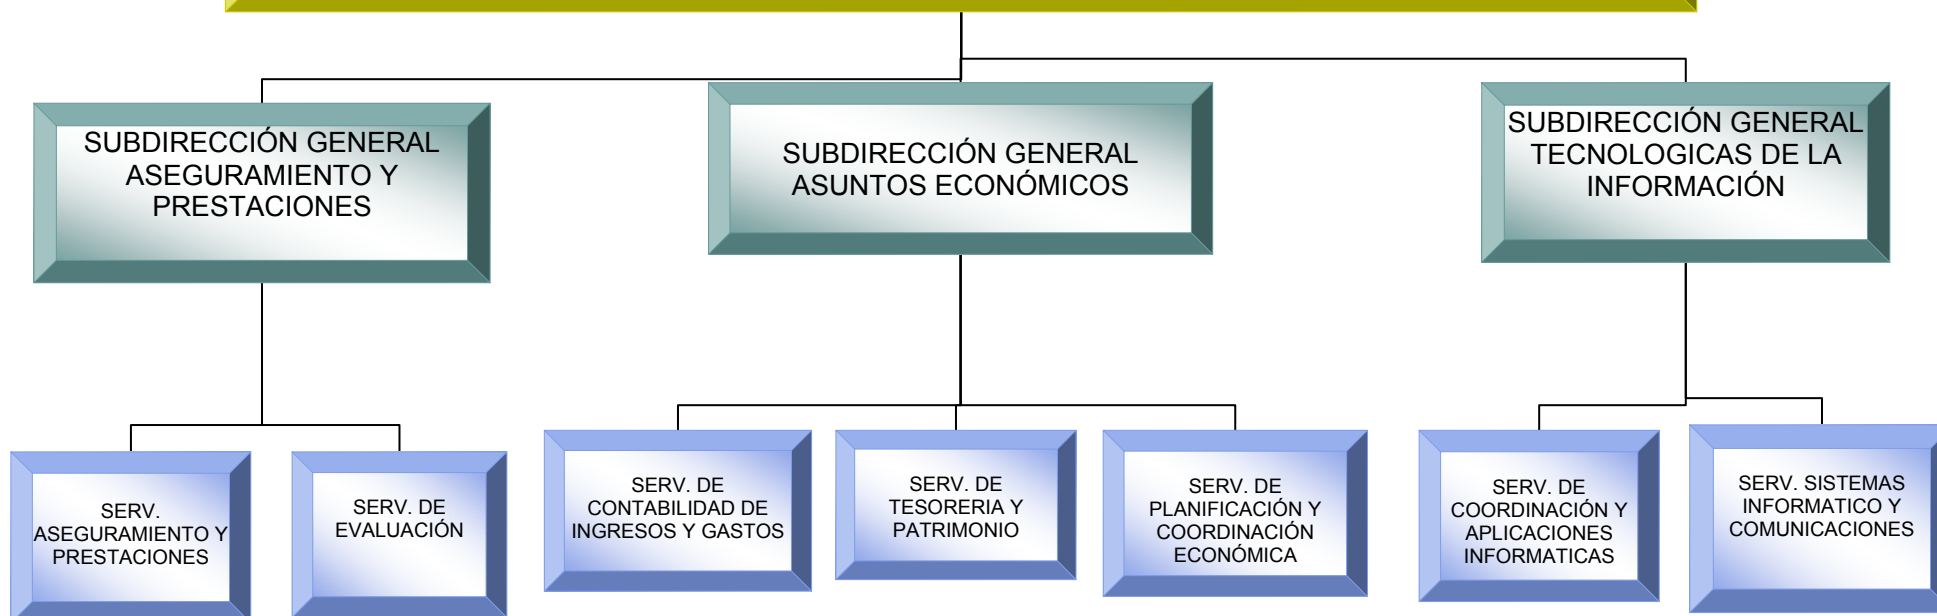 SUBDIRECCIÓN GENERAL
ASEGURAMIENTO Y
PRESTACIONES
SUBDIRECCIÓN GENERAL
ASUNTOS ECONÓMICOS
SUBDIRECCIÓN GENERAL
TECNOLOGICAS DE LA
INFORMACIÓN
SERV.
ASEGURAMIENTO Y
PRESTACIONES
SERV. DE
EVALUACIÓN
SERV. DE
CONTABILIDAD DE
INGRESOS Y GASTOS
SERV. DE
TESORERIA Y
PATRIMONIO
SERV. DE
PLANIFICACIÓN Y
COORDINACIÓN
ECONÓMICA
SERV. DE
COORDINACIÓN Y
APLICACIONES
INFORMATICAS
SERV. SISTEMAS
INFORMATICO Y
COMUNICACIONES